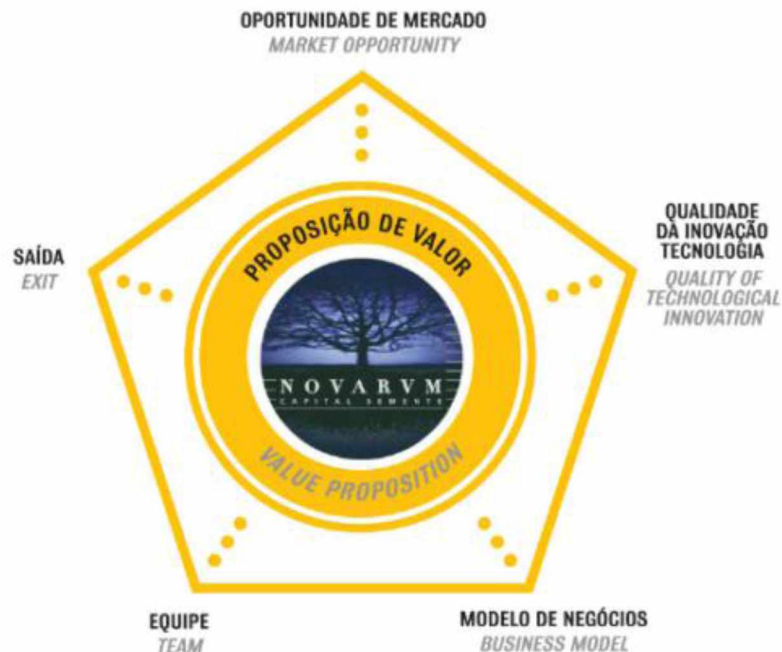 OPORTUNIDADE DE MERCADO
MARKET OPPORTUNITY
QUALIDADE
DÀ INOVAÇÃO
TECNOLOGIA
QUALITY OF
TECHNOLOGICAL
INNOVATION
SAÍDA
EXIT
PROPOSIÇÃO DE VALOR
NOVARVM
CAPITAL SEMENTE
VALUE PROPOSITION
EQUIPE
TEAM
MODELO DE NEGÓCIOS
BUSINESS MODEL